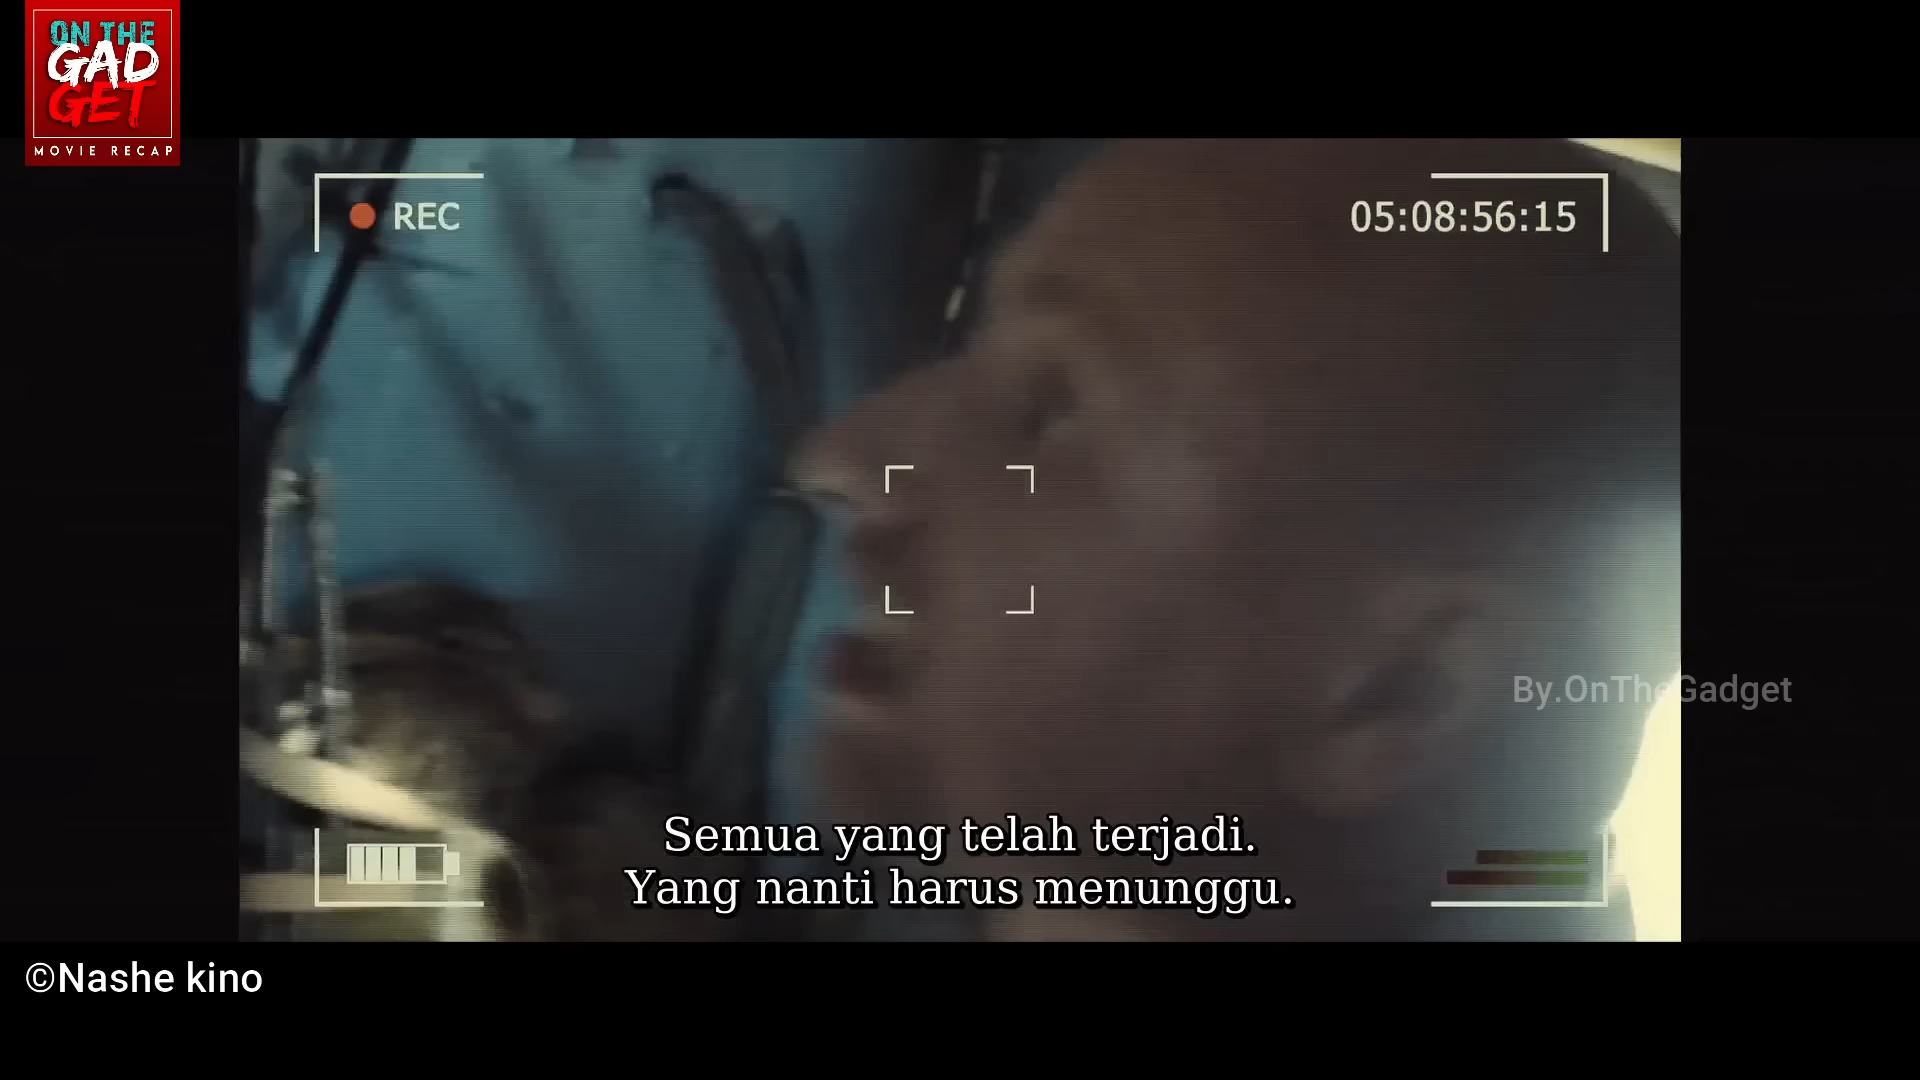 ON THE
GAD
GET
MOVIE RECAP
REC
05:08:56:15
By.OnTheGadget
Semua yang telah terjadi.
Yang nanti harus menunggu.
©Nashe kino